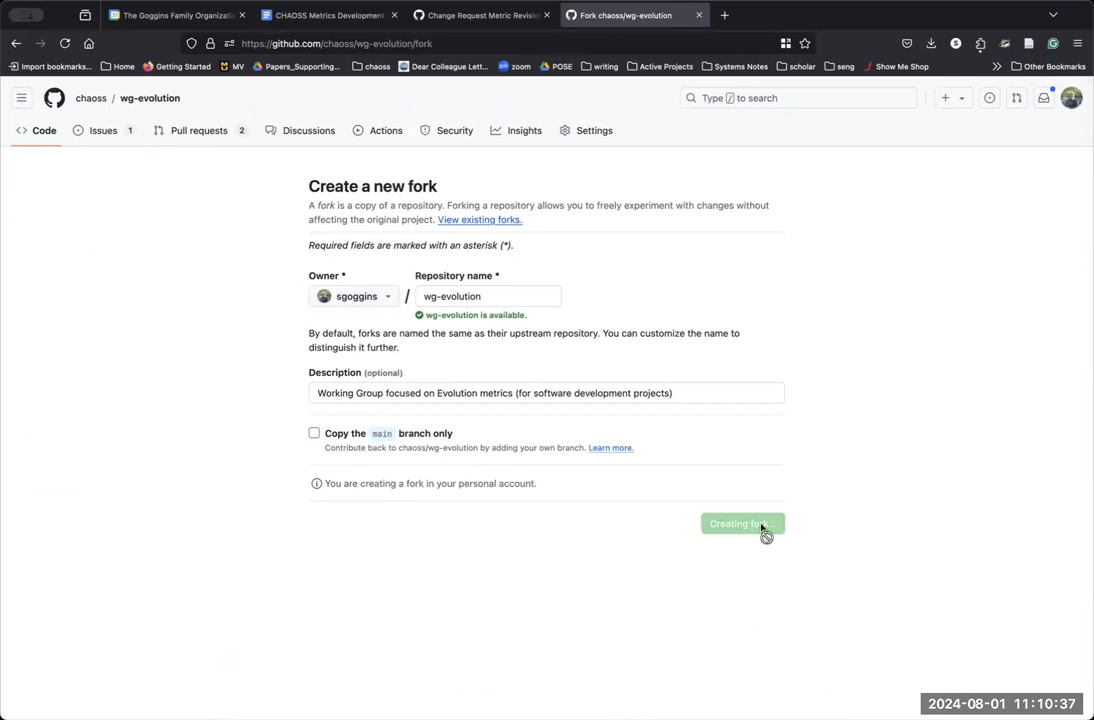 The Goggins Family Organizatio
CHAOSS Metrics Development
Change Request Metric Revision
Fork chaoss/wg-evolution
https://github.com/chaoss/wg-evolution/fork
Import bookmarks...
Home
Getting Started
MV
Papers_Supporting...
chaoss
Dear Colleague Lett...
zoom
POSE
writing
Active Projects
Systems Notes
scholar
seng
Show Me Shop
Other Bookmarks
chaoss / wg-evolution
Type / to search
Code
Issues 1
Pull requests 2
Discussions
Actions
Security
Insights
Settings
Create a new fork
A fork is a copy of a repository. Forking a repository allows you to freely experiment with changes without
affecting the original project. View existing forks.
Required fields are marked with an asterisk (*).
Owner *
Repository name *
sgoggins / wg-evolution
wg-evolution is available.
By default, forks are named the same as their upstream repository. You can customize the name to
distinguish it further.
Description (optional)
Working Group focused on Evolution metrics (for software development projects)
Copy the main branch only
Contribute back to chaoss/wg-evolution by adding your own branch. Learn more.
You are creating a fork in your personal account.
Creating fork...
2024-08-01 11:10:37